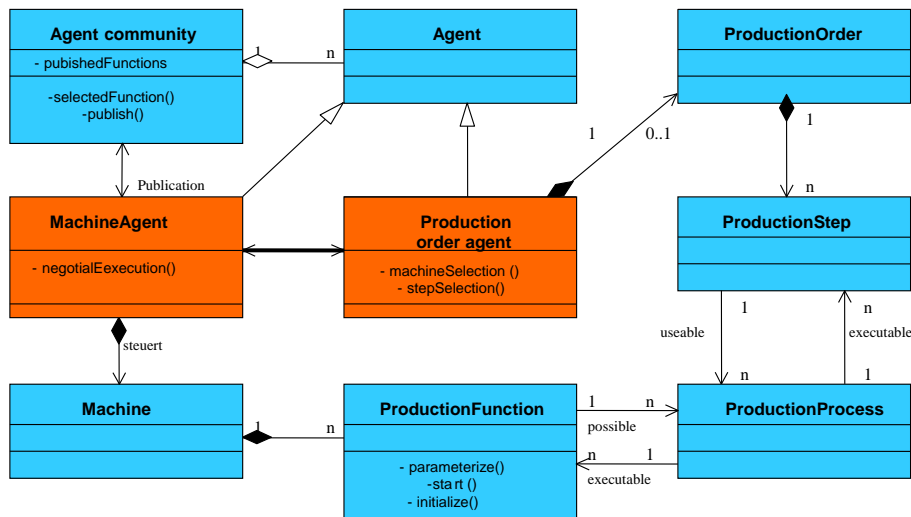 Agent community
- pubishedFunctions
-selectedFunction()
-publish()
1
n
Agent
ProductionOrder
1
0..1
1
n
Publication
MachineAgent
- negotialEexecution()
Production
order agent
- machineSelection ()
- stepSelection()
ProductionStep
steuert
useable
1
n
n
executable
1
Machine
1
n
ProductionFunction
- parameterize()
-start ()
- initialize()
1
n
possible
n
1
executable
ProductionProcess